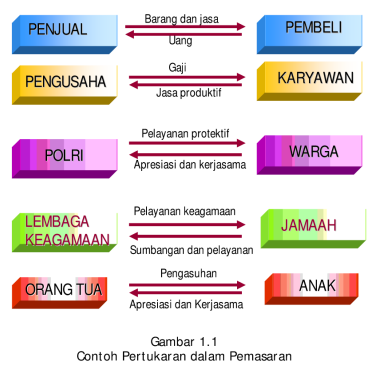 PENJUAL
Barang dan jasa
Uang
PEMBELI
PENGUSAHA
Gaji
Jasa produktif
KARYAWAN
POLRI
Pelayanan protektif
Apresiasi dan kerjasama
WARGA
LEMBAGA
KEAGAMAAN
Pelayanan keagamaan
Sumbangan dan pelayanan
JAMAAH
ORANG TUA
Pengasuhan
Apresiasi dan Kerjasama
ANAK
Gambar 1.1
Contoh Pertukaran dalam Pemasaran